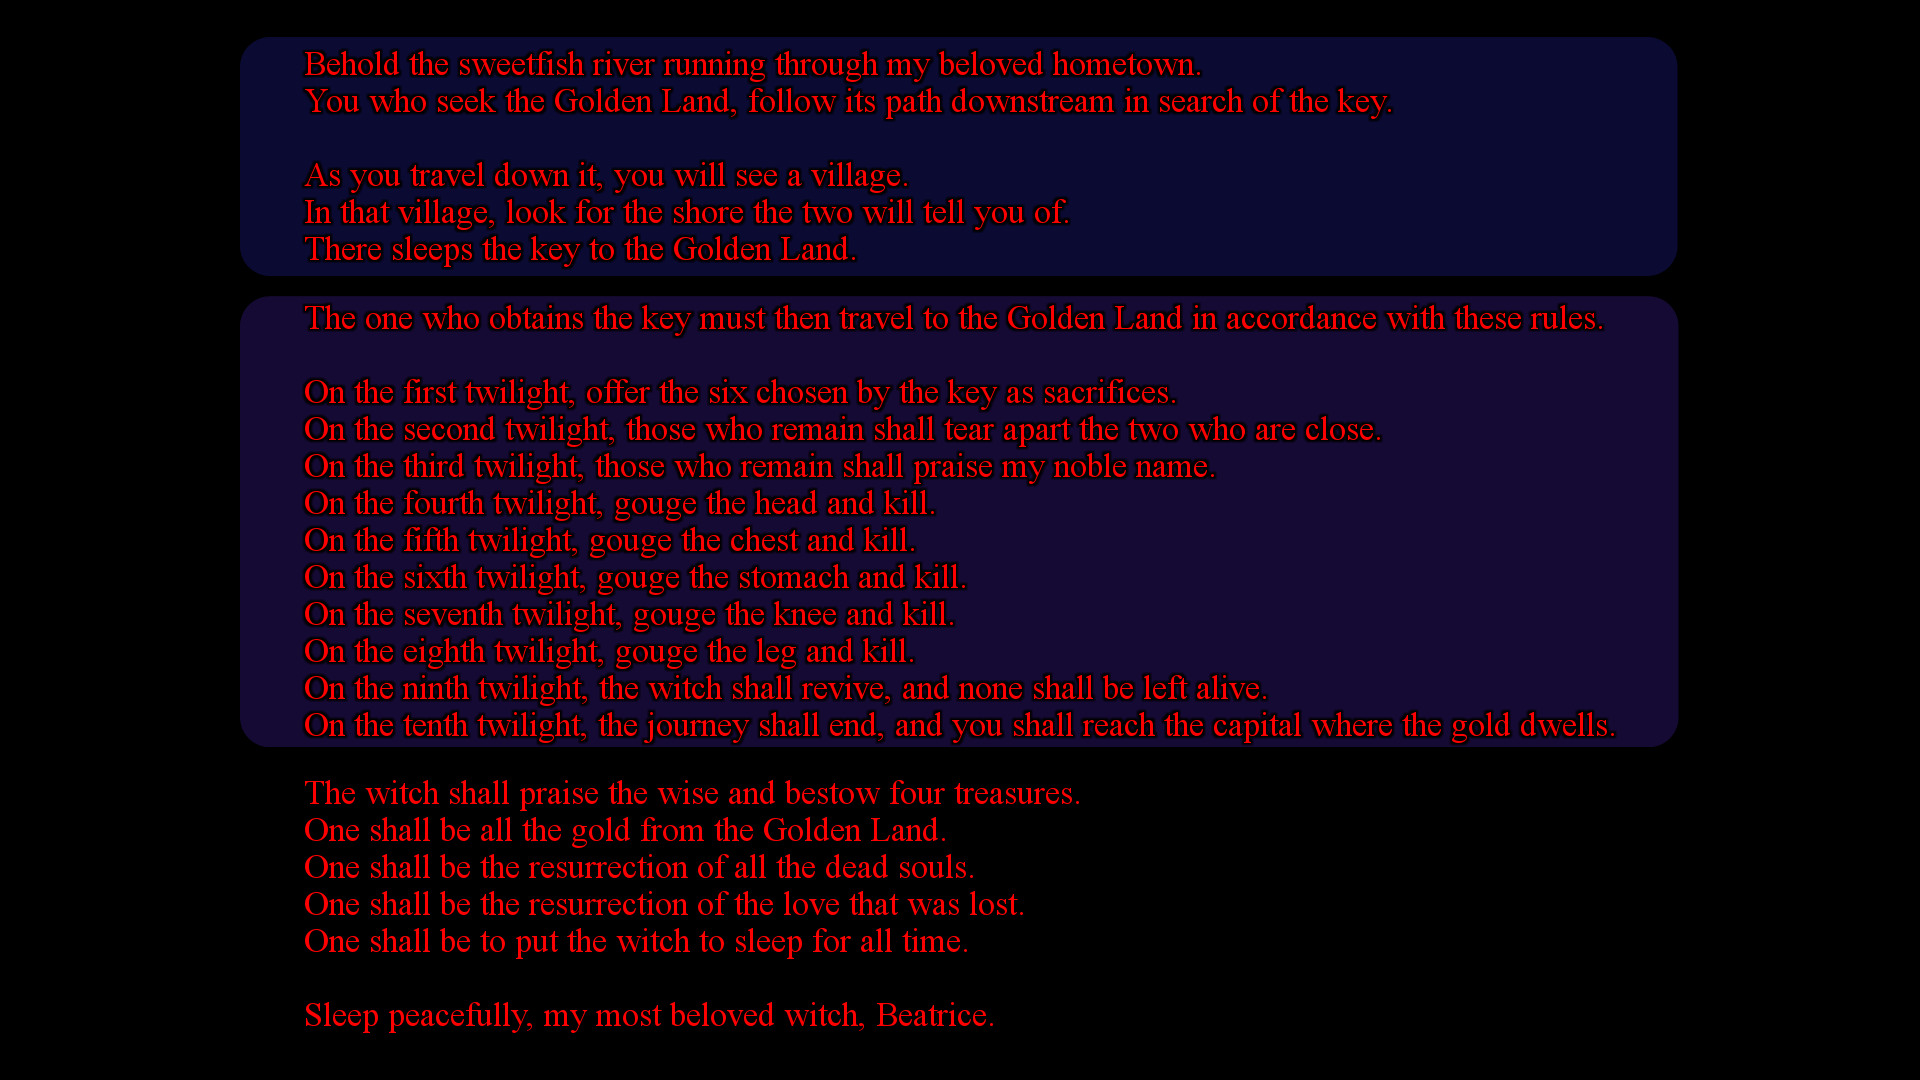 Behold the sweetfish river running through my beloved hometown.
You who seek the Golden Land, follow its path downstream in search of the key.
As you travel down it, you will see a village.
In that village, look for the shore the two will tell you of.
There sleeps the key to the Golden Land.
The one who obtains the key must then travel to the Golden Land in accordance with these rules.
On the first twilight, offer the six chosen by the key as sacrifices.
On the second twilight, those who remain shall tear apart the two who are close.
On the third twilight, those who remain shall praise my noble name.
On the fourth twilight, gouge the head and kill.
On the fifth twilight, gouge the chest and kill.
On the sixth twilight, gouge the stomach and kill.
On the seventh twilight, gouge the knee and kill.
On the eighth twilight, gouge the leg and kill.
On the ninth twilight, the witch shall revive, and none shall be left alive.
On the tenth twilight, the journey shall end, and you shall reach the capital where the gold dwells.
The witch shall praise the wise and bestow four treasures.
One shall be all the gold from the Golden Land.
One shall be the resurrection of all the dead souls.
One shall be the resurrection of the love that was lost.
One shall be to put the witch to sleep for all time.
Sleep peacefully, my most beloved witch, Beatrice.